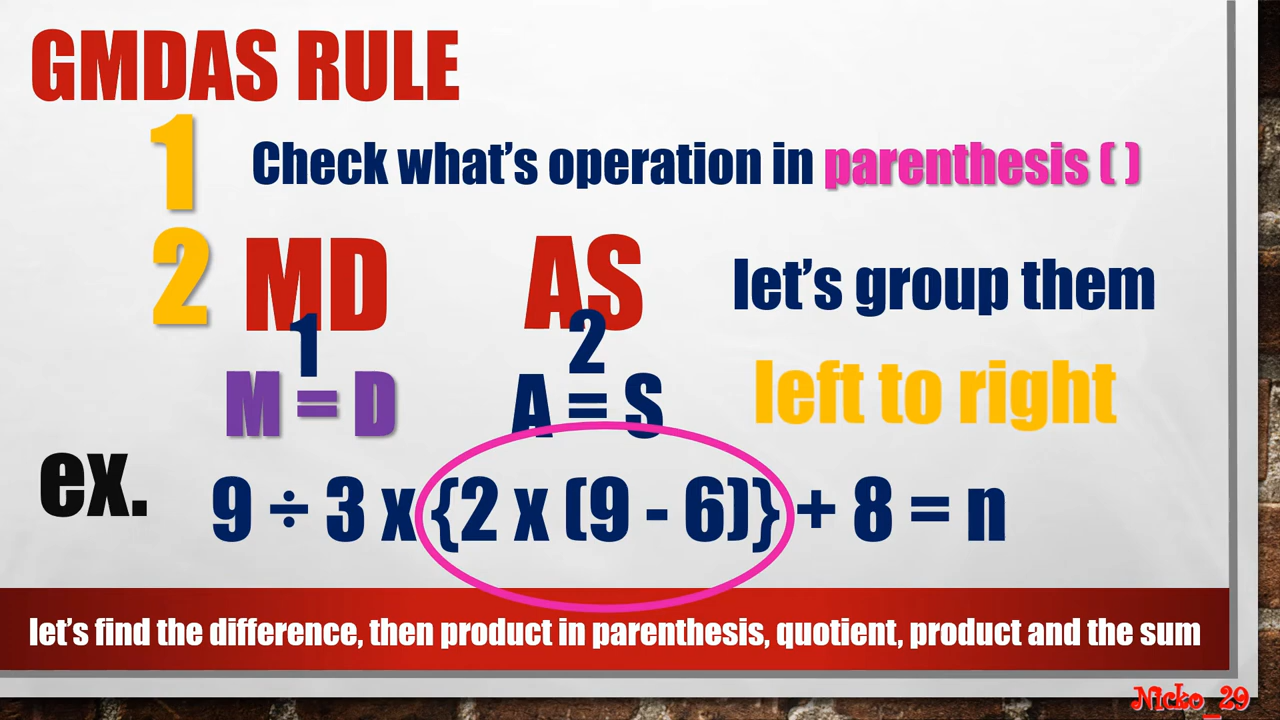 GMDAS RULE
1 Check what's operation in parenthesis ( )
2 MD AS let's group them
1 2
M = D A = S left to right
ex. 9 ÷ 3 x {2 x (9 - 6)} + 8 = n
let's find the difference, then product in parenthesis, quotient, product and the sum
Nicko_29